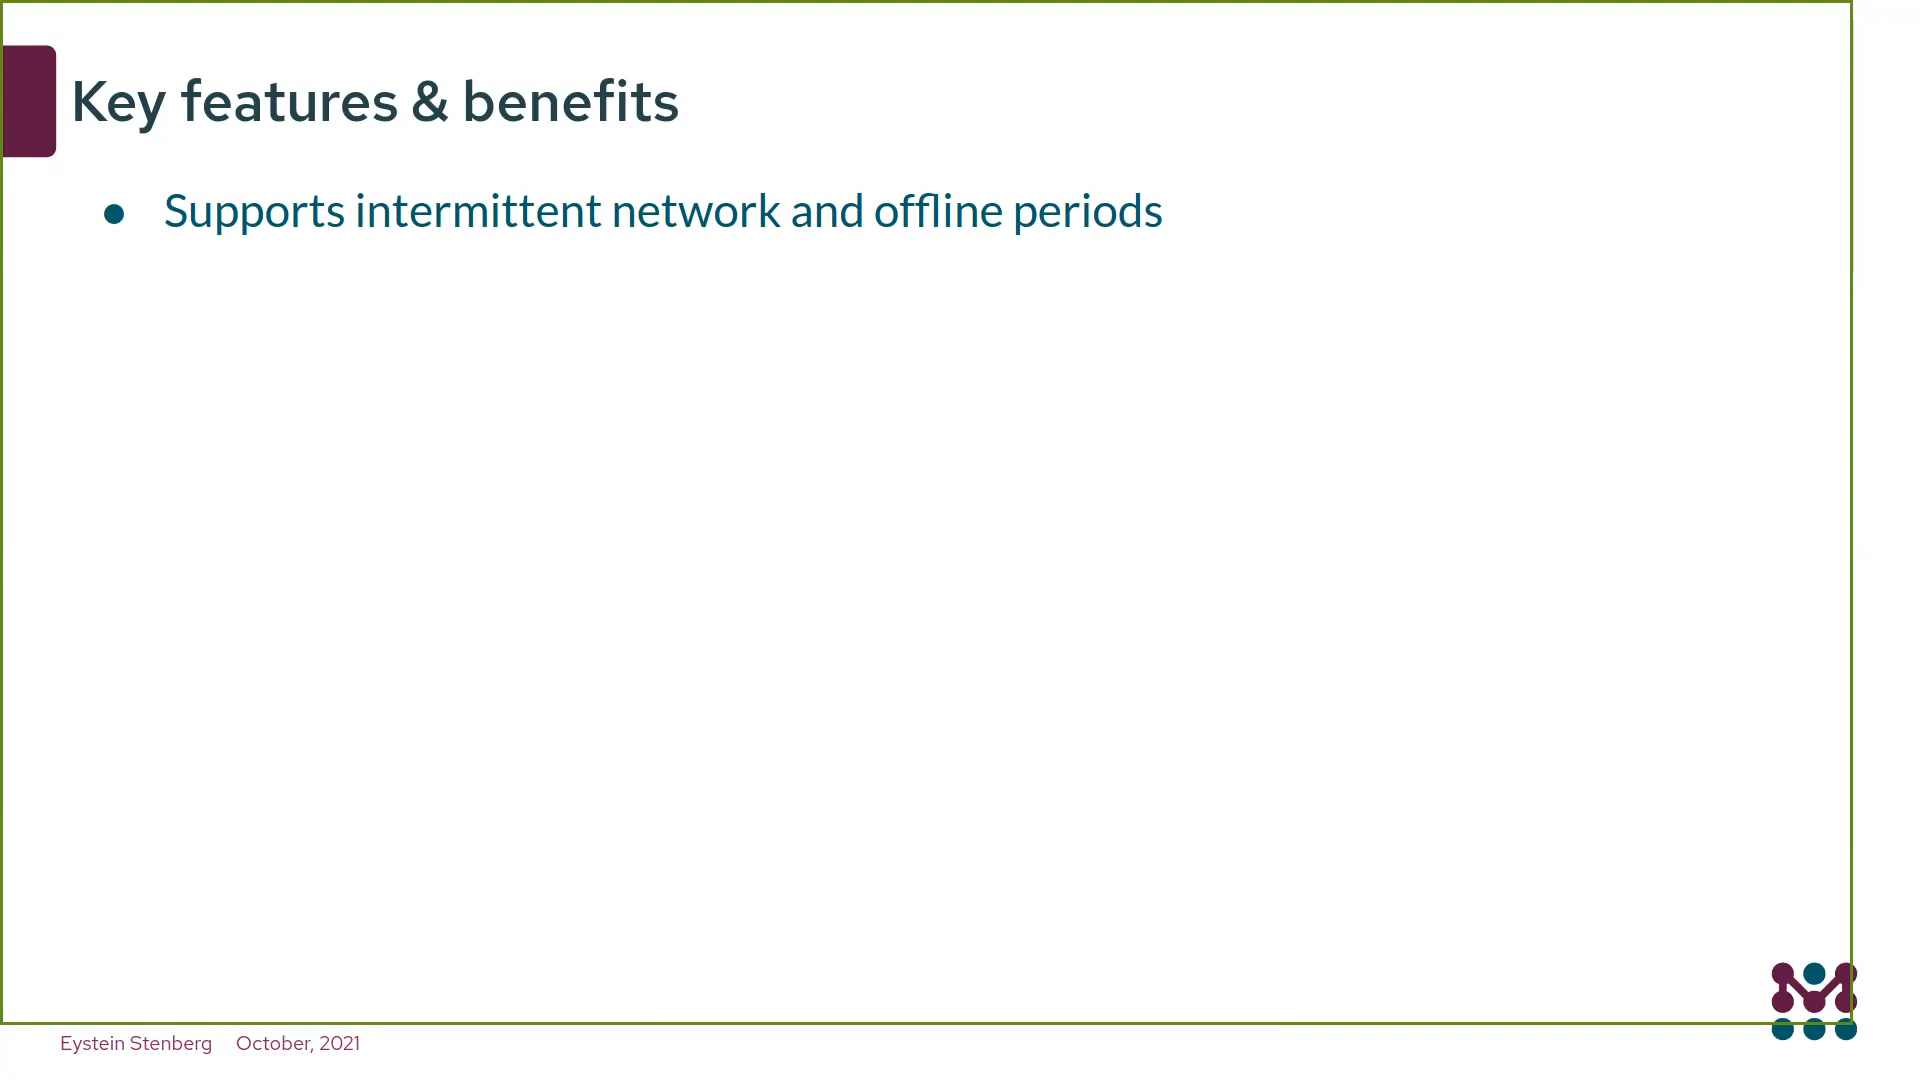 Key features & benefits
● Supports intermittent network and offline periods
Eystein Stenberg October, 2021